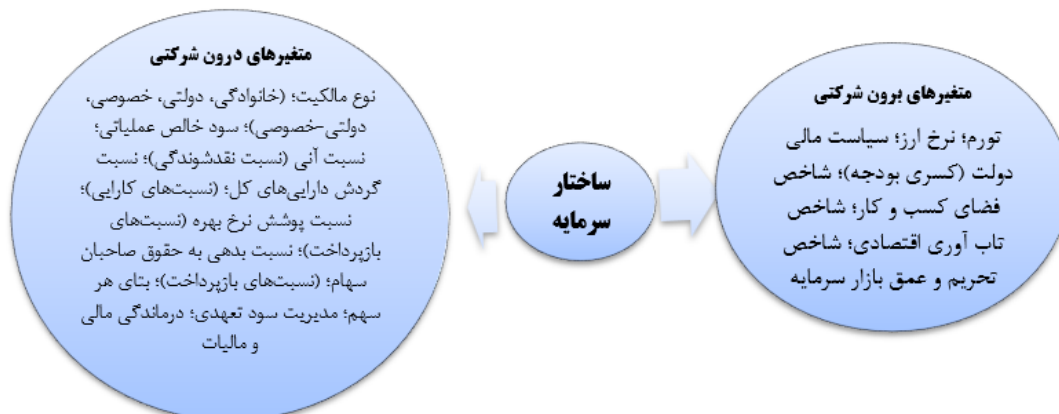 متغیرهای برون شرکتی
تورم؛ نرخ ارز؛ سیاست مالی
دولت (کسری بودجه)؛ شاخص
فضای کسب و کار؛ شاخص
تاب آوری اقتصادی؛ شاخص
تحریم و عمق بازار سرمایه
ساختار
سرمایه
متغیرهای درون شرکتی
نوع مالکیت؛ (خانوادگی، دولتی، خصوصی،
دولتی-خصوصی)؛ سود خالص عملیاتی؛
نسبت آنی (نسبت نقدشوندگی)؛ نسبت
گردش دارایی‌های کل؛ (نسبت‌های کارایی)؛
نسبت پوشش نرخ بهره (نسبت‌های
بازپرداخت)؛ نسبت بدهی به حقوق صاحبان
سهام؛ (نسبت‌های بازپرداخت)؛ بتای هر
سهم؛ مدیریت سود تعهدی؛ درماندگی مالی
و مالیات